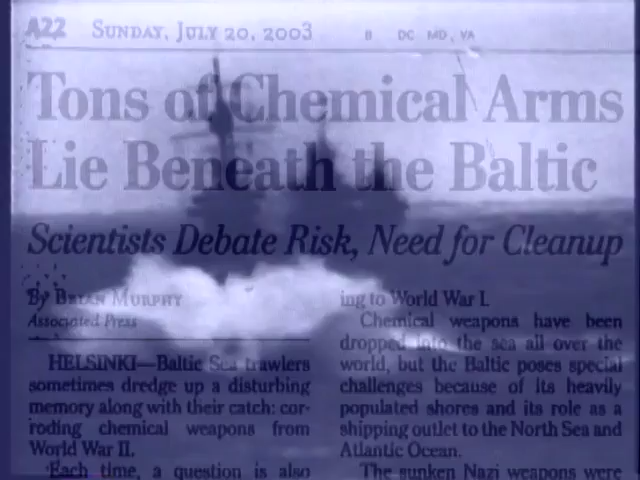 A22 SUNDAY, JULY 20, 2003 B DC MD, VA
Tons of Chemical Arms
Lie Beneath the Baltic
Scientists Debate Risk, Need for Cleanup
By BRIAN MURPHY
Associated Press
HELSINKI—Baltic Sea trawlers
sometimes dredge up a disturbing
memory along with their catch: cor-
roding chemical weapons from
World War II.
Each time, a question is also
ing to World War I.
Chemical weapons have been
dropped into the sea all over the
world, but the Baltic poses special
challenges because of its heavily
populated shores and its role as a
shipping outlet to the North Sea and
Atlantic Ocean.
The sunken Nazi weapons were